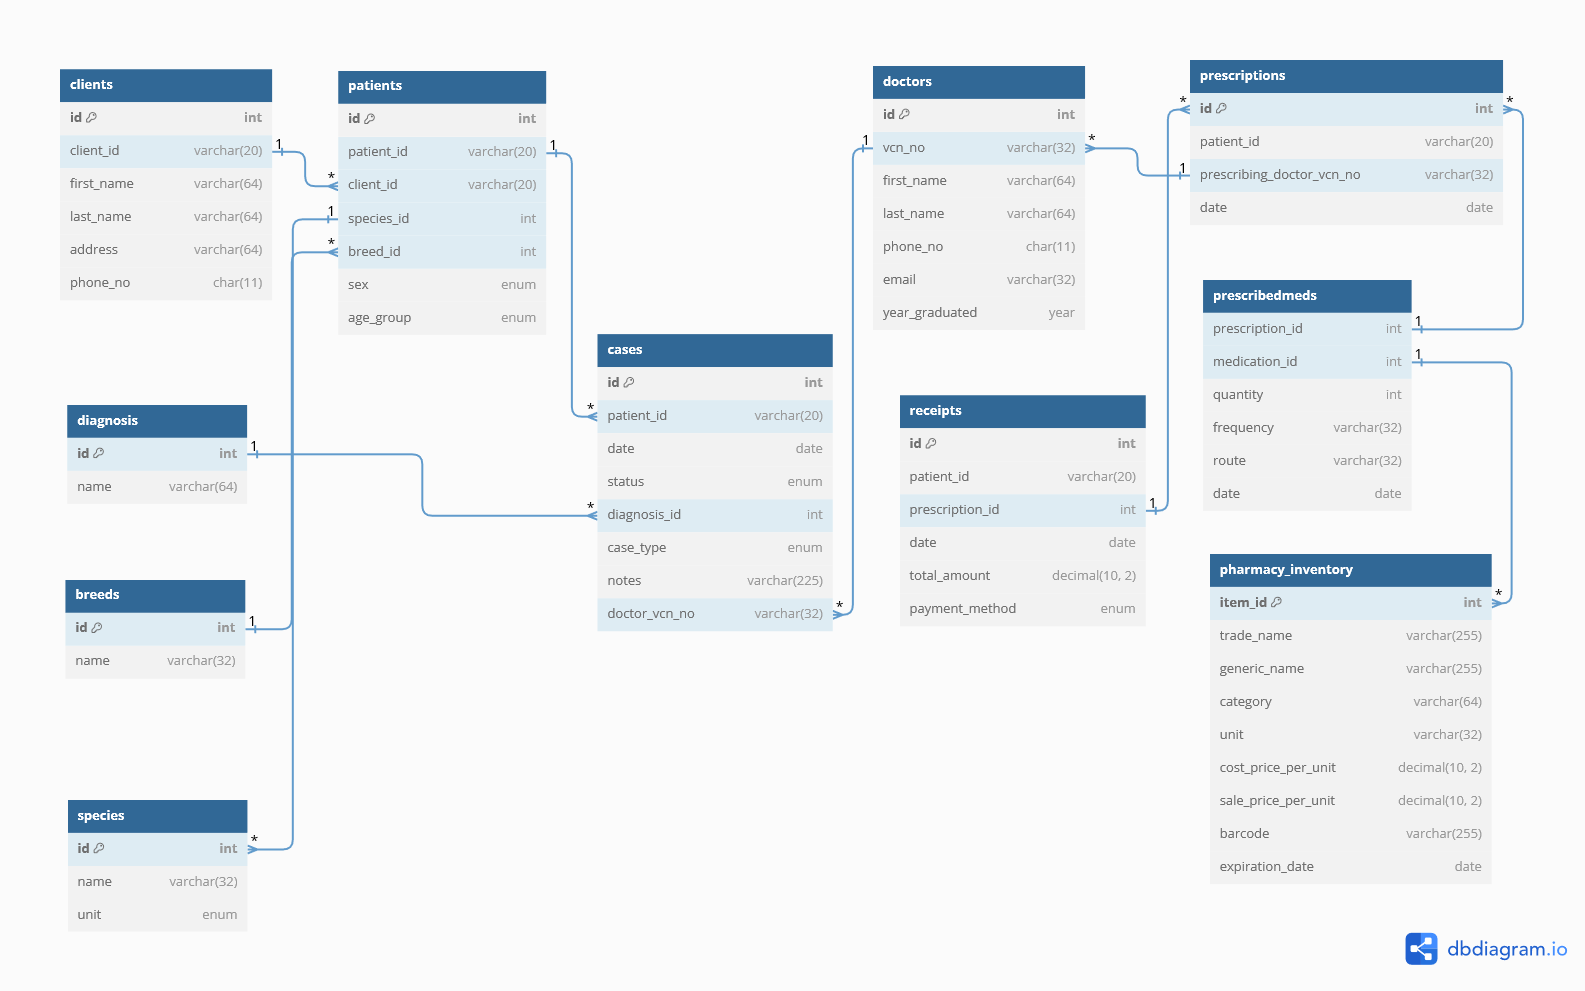 clients
id int
client_id varchar(20)
first_name varchar(64)
last_name varchar(64)
address varchar(64)
phone_no char(11)
patients
id int
patient_id varchar(20)
client_id varchar(20)
species_id int
breed_id int
sex enum
age_group enum
diagnosis
id int
name varchar(64)
breeds
id int
name varchar(32)
species
id int
name varchar(32)
unit enum
cases
id int
patient_id varchar(20)
date date
status enum
diagnosis_id int
case_type enum
notes varchar(225)
doctor_vcn_no varchar(32)
doctors
id int
vcn_no varchar(32)
first_name varchar(64)
last_name varchar(64)
phone_no char(11)
email varchar(32)
year_graduated year
receipts
id int
patient_id varchar(20)
prescription_id int
date date
total_amount decimal(10, 2)
payment_method enum
prescriptions
id int
patient_id varchar(20)
prescribing_doctor_vcn_no varchar(32)
date date
prescribedmeds
prescription_id int
medication_id int
quantity int
frequency varchar(32)
route varchar(32)
date date
pharmacy_inventory
item_id int
trade_name varchar(255)
generic_name varchar(255)
category varchar(64)
unit varchar(32)
cost_price_per_unit decimal(10, 2)
sale_price_per_unit decimal(10, 2)
barcode varchar(255)
expiration_date date
1
*
1
*
1
*
1
*
1
*
1
*
*
1
*
1
*
1
1
*
dbdiagram.io